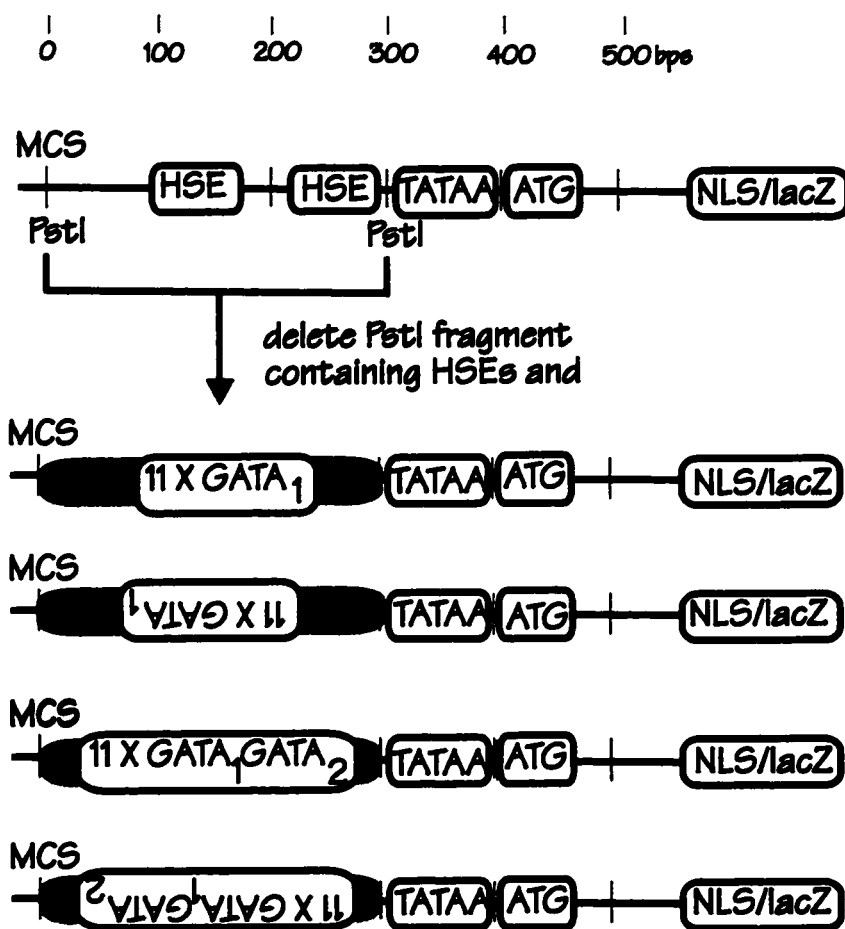 0 100 200 300 400 500 bps
MCS
HSE HSE TATAA ATG NLS/lacZ
PstI PstI
delete PstI fragment
containing HSEs and
MCS
11 X GATA1 TATAA ATG NLS/lacZ
MCS
11 X GATA1 TATAA ATG NLS/lacZ
MCS
11 X GATA1GATA2 TATAA ATG NLS/lacZ
MCS
11 X GATA1GATA2 TATAA ATG NLS/lacZ